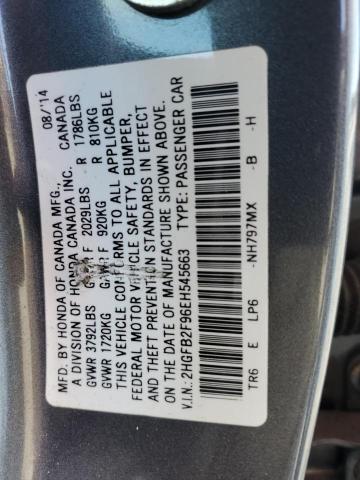 MFD. BY HONDA OF CANADA MFG., 08/'14
A DIVISION OF HONDA CANADA INC. CANADA
GVWR 3792LBS GAWR F 2029LBS - R 1786LBS
GVWR 1720KG GAWR F 920KG R 810KG
THIS VEHICLE CONFORMS TO ALL APPLICABLE
FEDERAL MOTOR VEHICLE SAFETY, BUMPER,
AND THEFT PREVENTION STANDARDS IN EFFECT
ON THE DATE OF MANUFACTURE SHOWN ABOVE.
V.I.N.: 2HGFB2F96EH545663 TYPE: PASSENGER CAR
TR6 E LP6 -NH797MX -B -H